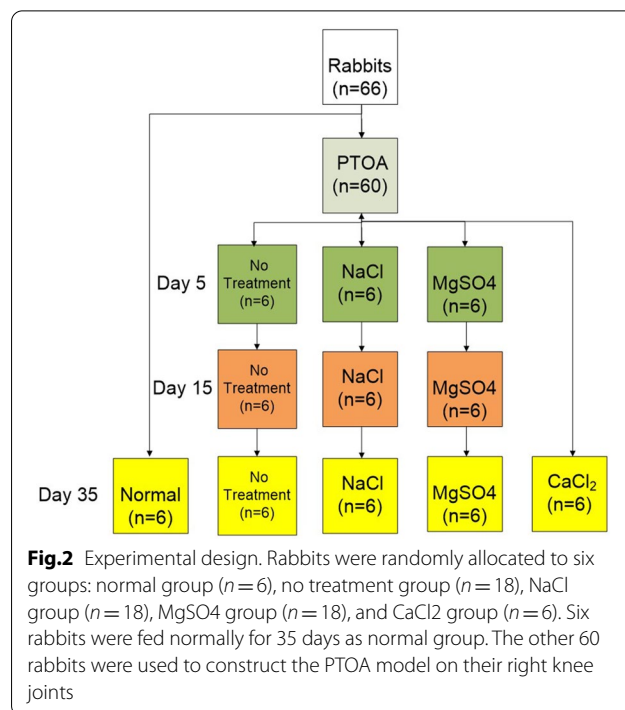 Rabbits
(n=66)
PTOA
(n=60)
Day 5
No
Treatment
(n=6)
NaCl
(n=6)
MgSO4
(n=6)
Day 15
No
Treatment
(n=6)
NaCl
(n=6)
MgSO4
(n=6)
Day 35
Normal
(n=6)
No
Treatment
(n=6)
NaCl
(n=6)
MgSO4
(n=6)
CaCl₂
(n=6)
Fig.2 Experimental design. Rabbits were randomly allocated to six
groups: normal group (n = 6), no treatment group (n = 18), NaCl
group (n = 18), MgSO4 group (n = 18), and CaCl2 group (n = 6). Six
rabbits were fed normally for 35 days as normal group. The other 60
rabbits were used to construct the PTOA model on their right knee
joints